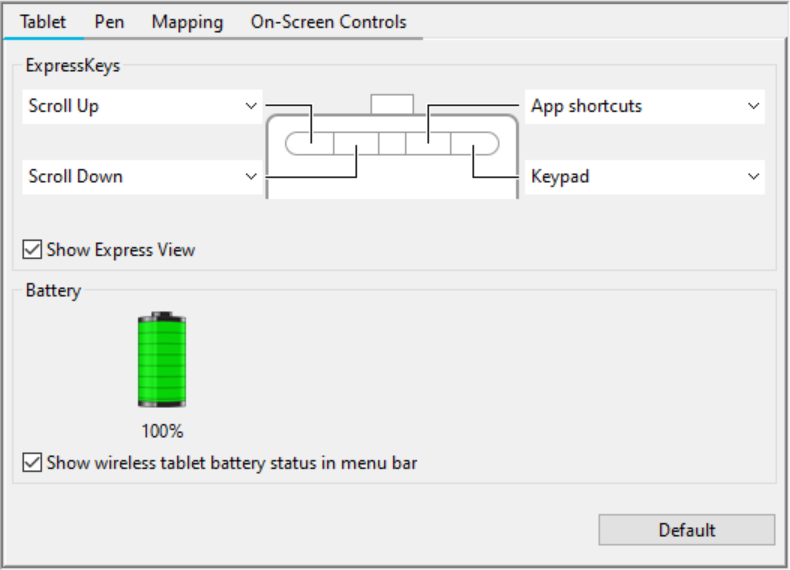 Tablet Pen Mapping On-Screen Controls
ExpressKeys
Scroll Up App shortcuts
Scroll Down Keypad
Show Express View
Battery
100%
Show wireless tablet battery status in menu bar
Default